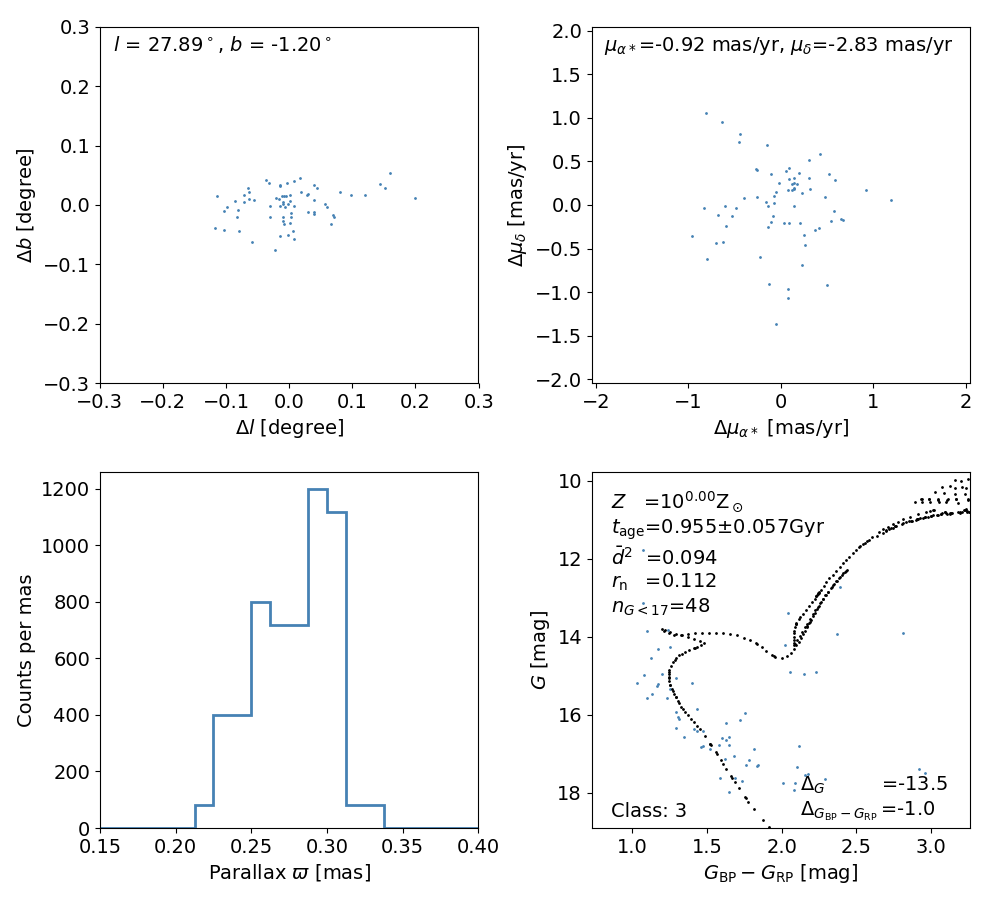 l = 27.89°, b = -1.20°
0.3
0.2
0.1
0.0
−0.1
−0.2
−0.3
Δb [degree]
−0.3 −0.2 −0.1 0.0 0.1 0.2 0.3
Δl [degree]
μα*=-0.92 mas/yr, μδ=-2.83 mas/yr
2.0
1.5
1.0
0.5
0.0
−0.5
−1.0
−1.5
−2.0
Δμδ [mas/yr]
−2 −1 0 1 2
Δμα* [mas/yr]
1200
1000
800
600
400
200
0
Counts per mas
0.15 0.20 0.25 0.30 0.35 0.40
Parallax ϖ [mas]
10
12
14
16
18
G [mag]
Z =10^0.00 Z⊙
t_age=0.955±0.057Gyr
d̄² =0.094
r_n =0.112
n_G<17=48
Δ_G =-13.5
Δ_GBP−GRP =-1.0
Class: 3
1.0 1.5 2.0 2.5 3.0
G_BP − G_RP [mag]